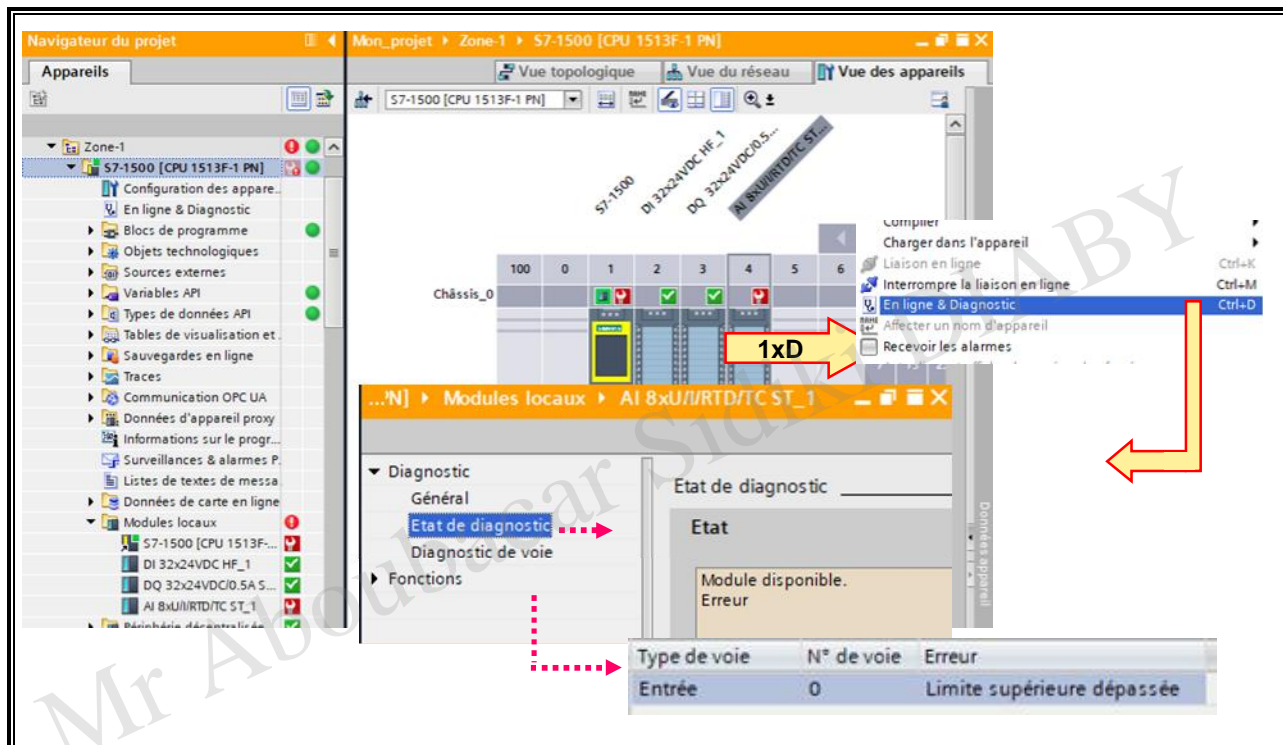 Navigateur du projet
Mon_projet ▸ Zone-1 ▸ S7-1500 [CPU 1513F-1 PN]
Appareils
Vue topologique
Vue du réseau
Vue des appareils
S7-1500 [CPU 1513F-1 PN]
Zone-1
S7-1500 [CPU 1513F-1 PN]
Configuration des appare..
En ligne & Diagnostic
Blocs de programme
Objets technologiques
Sources externes
Variables API
Types de données API
Tables de visualisation et.
Sauvegardes en ligne
Traces
Communication OPC UA
Données d'appareil proxy
Informations sur le progr...
Surveillances & alarmes P.
Listes de textes de messa
Données de carte en ligne
Modules locaux
S7-1500 [CPU 1513F-...
DI 32x24VDC HF_1
DQ 32x24VDC/0.5A S...
AI 8xU/I/RTD/TC ST_1
Périphérie décentralisée
S7-1500
DI 32x24VDC HF_1
DQ 32x24VDC/0.5...
AI 8xU/I/RTD/TC ST...
100 0 1 2 3 4 5 6
Châssis_0
1xD
Compiler
Charger dans l'appareil
Liaison en ligne Ctrl+K
Interrompre la liaison en ligne Ctrl+M
En ligne & Diagnostic Ctrl+D
Affecter un nom d'appareil
Recevoir les alarmes
...'N] ▸ Modules locaux ▸ AI 8xU/I/RTD/TC ST_1
Diagnostic
Général
Etat de diagnostic
Diagnostic de voie
Fonctions
Etat de diagnostic
Etat
Module disponible.
Erreur
Données appareil
Type de voie N° de voie Erreur
Entrée 0 Limite supérieure dépassée
Mr Aboubacar Sidiki DIABY